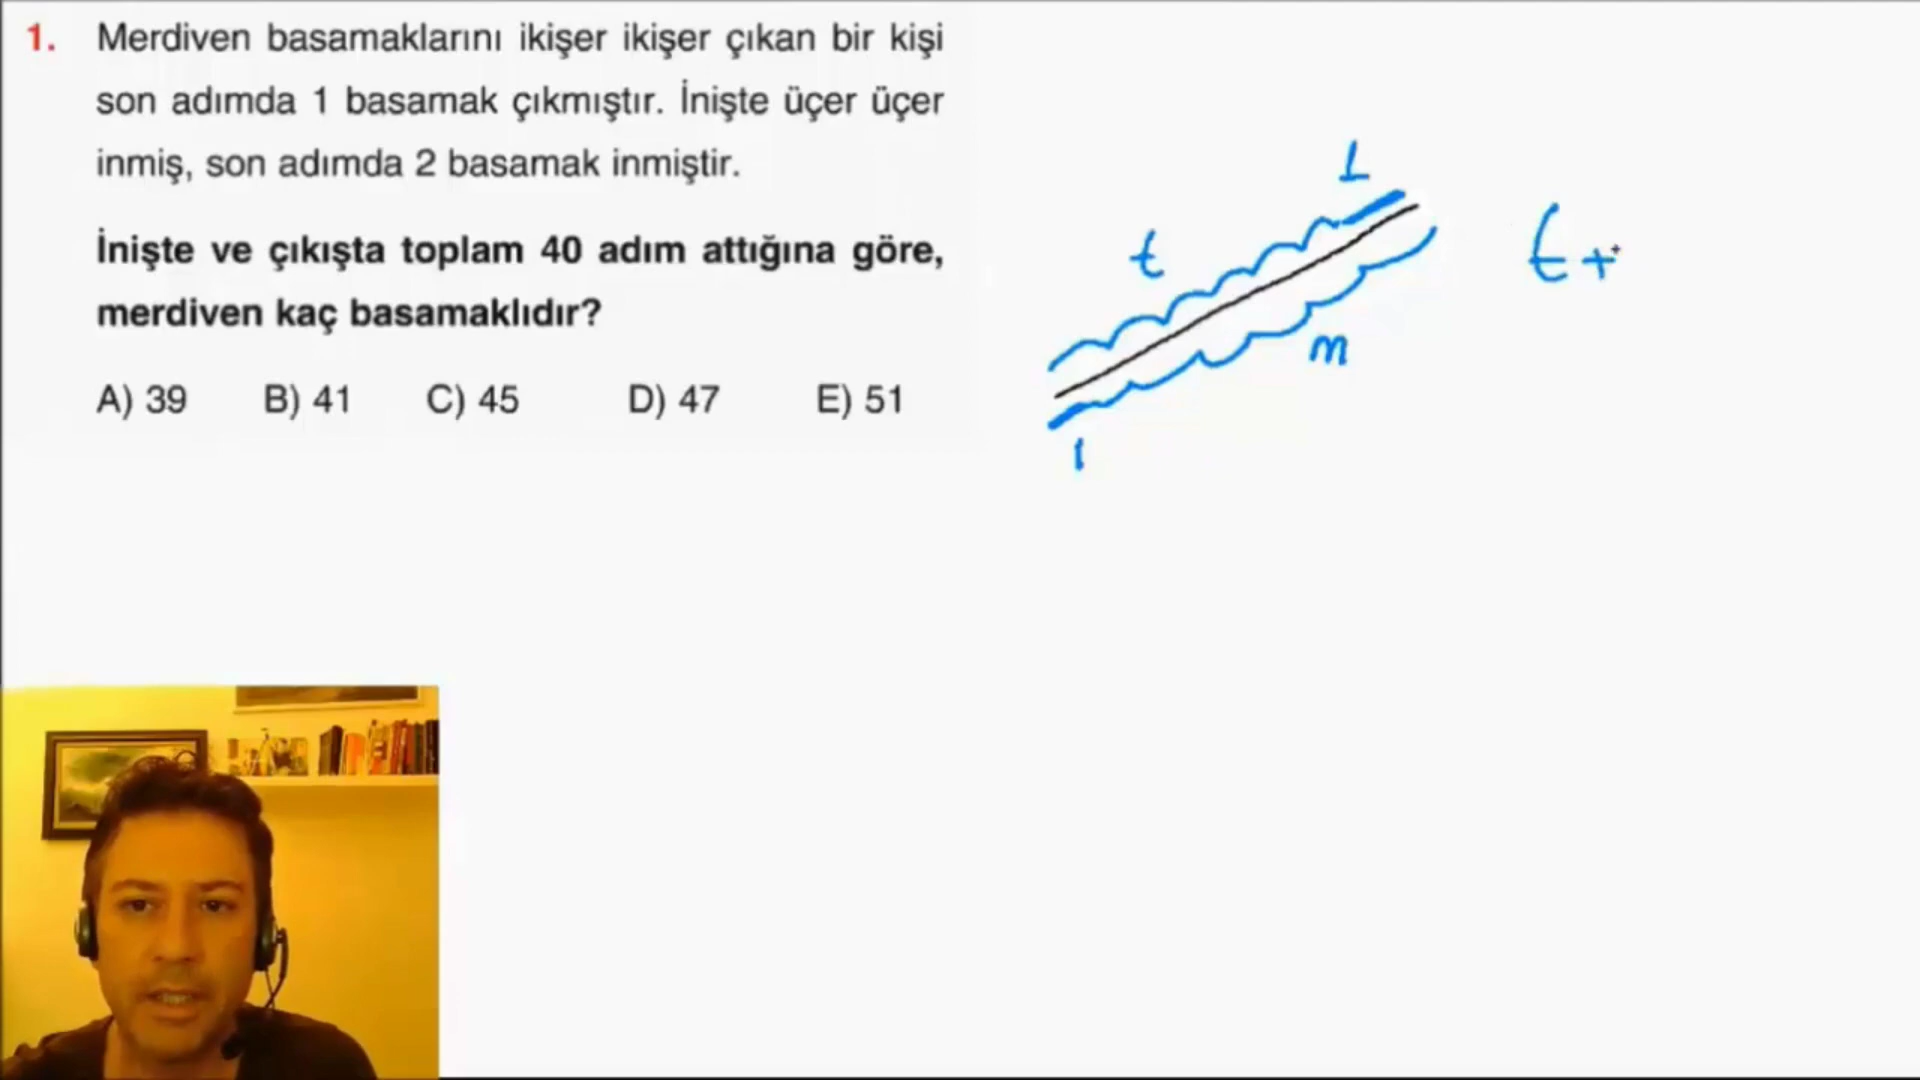 1. Merdiven basamaklarını ikişer ikişer çıkan bir kişi
son adımda 1 basamak çıkmıştır. İnişte üçer üçer
inmiş, son adımda 2 basamak inmiştir.
İnişte ve çıkışta toplam 40 adım attığına göre,
merdiven kaç basamaklıdır?
A) 39 B) 41 C) 45 D) 47 E) 51
1
t
t+
m
1